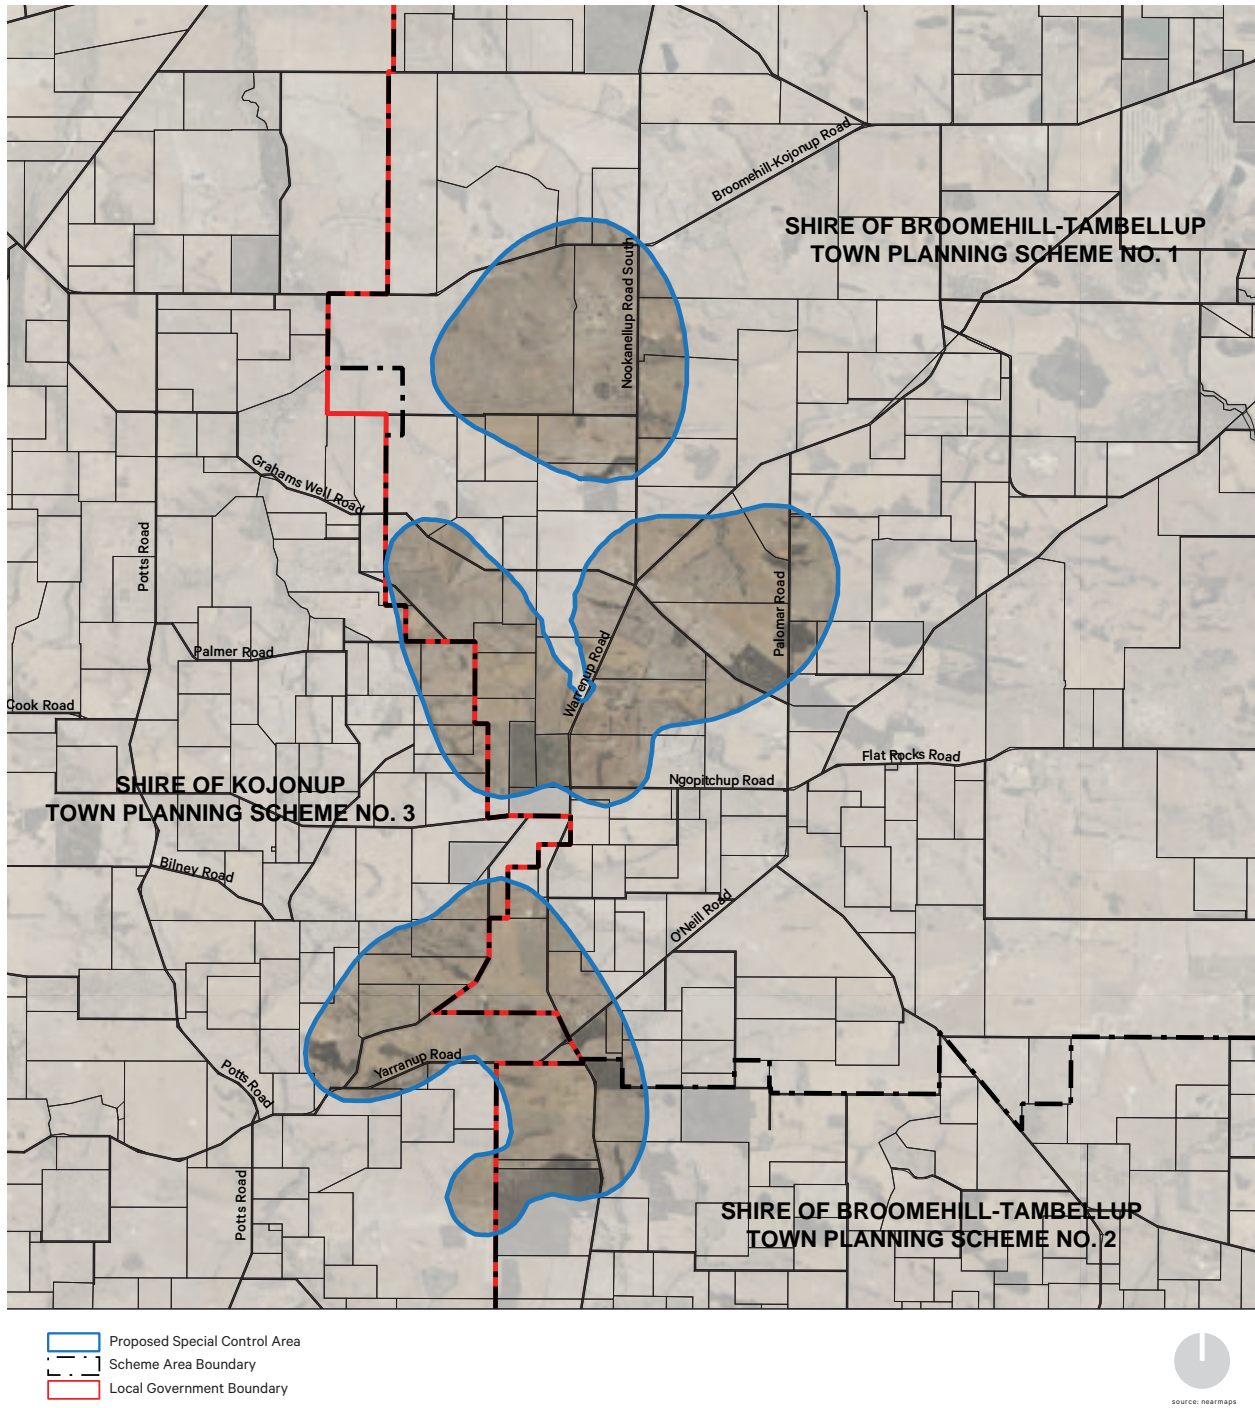 Broomehill-Kojonup Road
SHIRE OF BROOMEHILL-TAMBELLUP
TOWN PLANNING SCHEME NO. 1
Nookanellup Road South
Grahams Well Road
Potts Road
Palomar Road
Palmer Road
Warrenup Road
Cook Road
Flat Rocks Road
SHIRE OF KOJONUP
TOWN PLANNING SCHEME NO. 3
Ngopitchup Road
Bilney Road
O'Neill Road
Yarranup Road
Potts Road
Potts Road
SHIRE OF BROOMEHILL-TAMBELLUP
TOWN PLANNING SCHEME NO. 2
Proposed Special Control Area
Scheme Area Boundary
Local Government Boundary
source: nearmaps